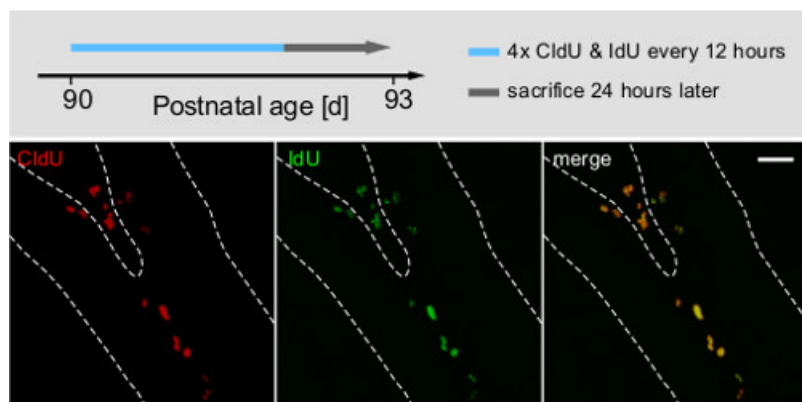 4x CldU & IdU every 12 hours
sacrifice 24 hours later
90
93
Postnatal age [d]
CldU
IdU
merge